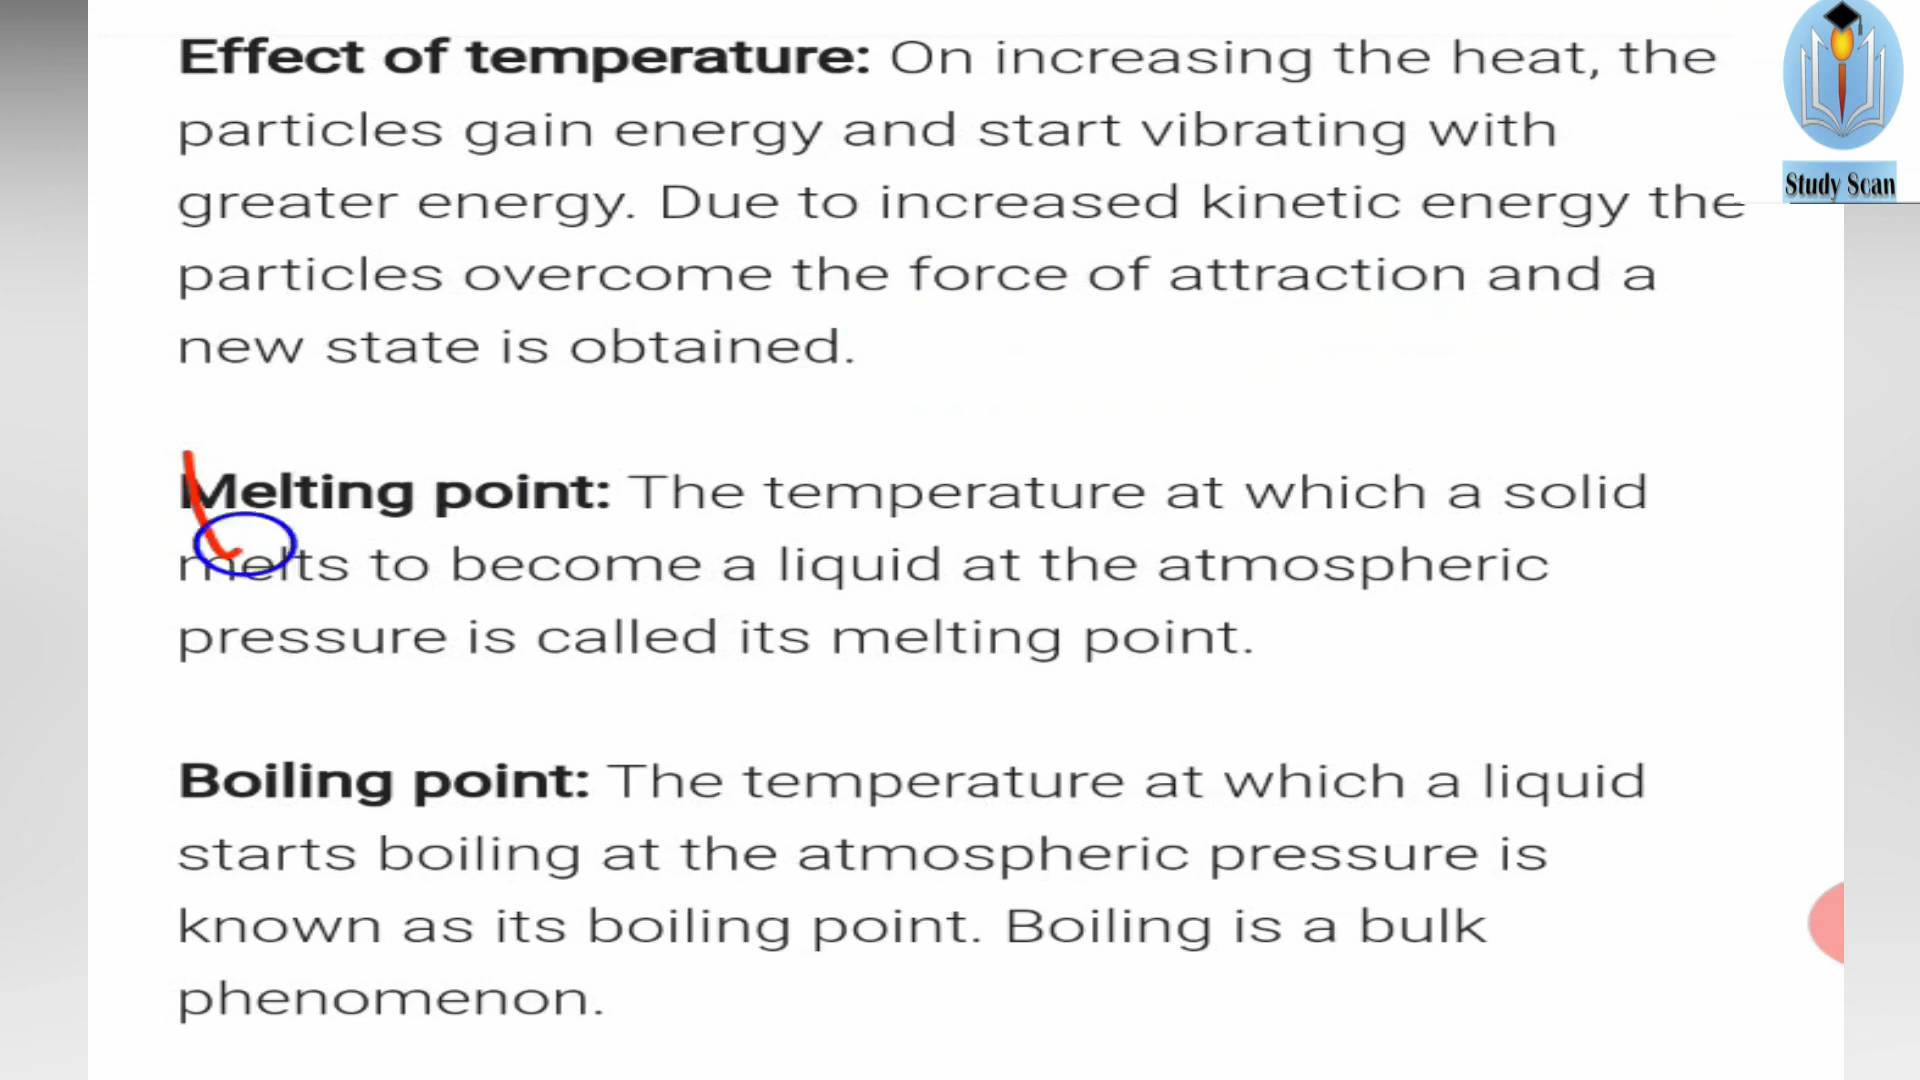 Effect of temperature: On increasing the heat, the
particles gain energy and start vibrating with
greater energy. Due to increased kinetic energy the
particles overcome the force of attraction and a
new state is obtained.
Melting point: The temperature at which a solid
melts to become a liquid at the atmospheric
pressure is called its melting point.
Boiling point: The temperature at which a liquid
starts boiling at the atmospheric pressure is
known as its boiling point. Boiling is a bulk
phenomenon.
Study Scan